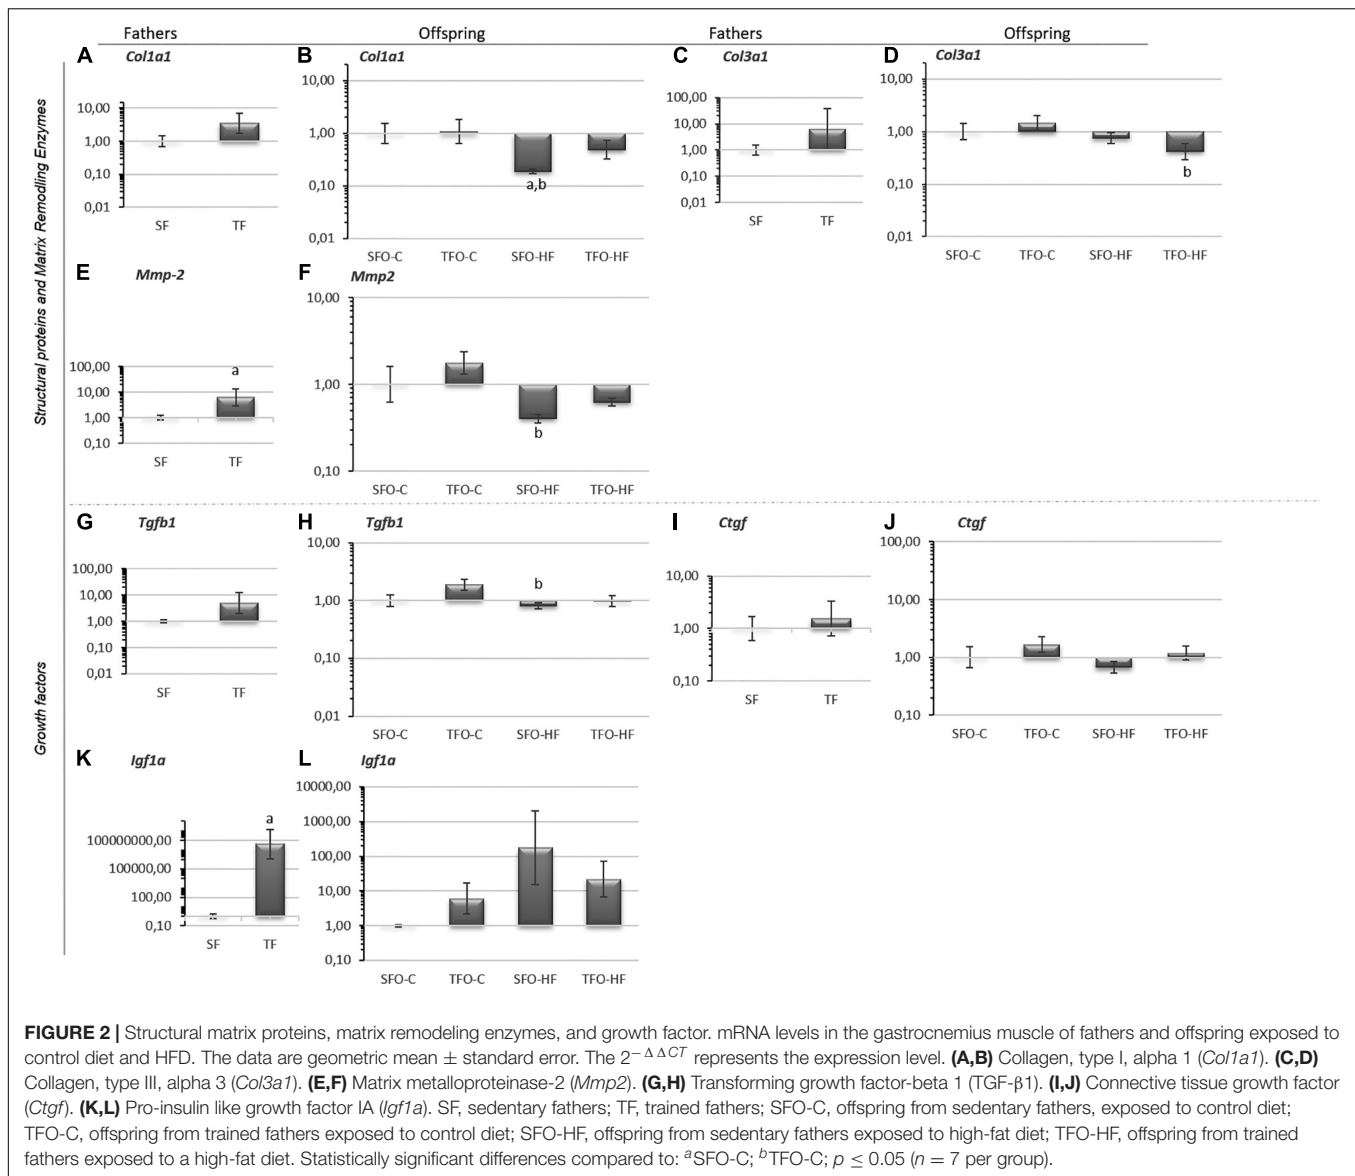 Fathers Offspring Fathers Offspring
Structural proteins and Matrix Remodling Enzymes
A Col1a1
10,00
1,00
0,10
0,01
SF TF
B Col1a1
10,00
1,00
0,10
0,01
a,b
SFO-C TFO-C SFO-HF TFO-HF
C Col3a1
100,00
10,00
1,00
0,10
0,01
SF TF
D Col3a1
10,00
1,00
0,10
0,01
b
SFO-C TFO-C SFO-HF TFO-HF
E Mmp-2
100,00
10,00
1,00
0,10
a
SF TF
F Mmp2
10,00
1,00
0,10
b
SFO-C TFO-C SFO-HF TFO-HF
Growth factors
G Tgfb1
100,00
10,00
1,00
0,10
0,01
SF TF
H Tgfb1
10,00
1,00
0,10
0,01
b
SFO-C TFO-C SFO-HF TFO-HF
I Ctgf
10,00
1,00
0,10
SF TF
J Ctgf
100,00
10,00
1,00
0,10
SFO-C TFO-C SFO-HF TFO-HF
K Igf1a
100000000,00
100000,00
100,00
0,10
a
SF TF
L Igf1a
10000,00
1000,00
100,00
10,00
1,00
0,10
SFO-C TFO-C SFO-HF TFO-HF
FIGURE 2 | Structural matrix proteins, matrix remodeling enzymes, and growth factor. mRNA levels in the gastrocnemius muscle of fathers and offspring exposed to
control diet and HFD. The data are geometric mean ± standard error. The 2^−ΔΔCT represents the expression level. (A,B) Collagen, type I, alpha 1 (Col1a1). (C,D)
Collagen, type III, alpha 3 (Col3a1). (E,F) Matrix metalloproteinase-2 (Mmp2). (G,H) Transforming growth factor-beta 1 (TGF-β1). (I,J) Connective tissue growth factor
(Ctgf). (K,L) Pro-insulin like growth factor IA (Igf1a). SF, sedentary fathers; TF, trained fathers; SFO-C, offspring from sedentary fathers, exposed to control diet;
TFO-C, offspring from trained fathers exposed to control diet; SFO-HF, offspring from sedentary fathers exposed to high-fat diet; TFO-HF, offspring from trained
fathers exposed to a high-fat diet. Statistically significant differences compared to: ᵃSFO-C; ᵇTFO-C; p ≤ 0.05 (n = 7 per group).